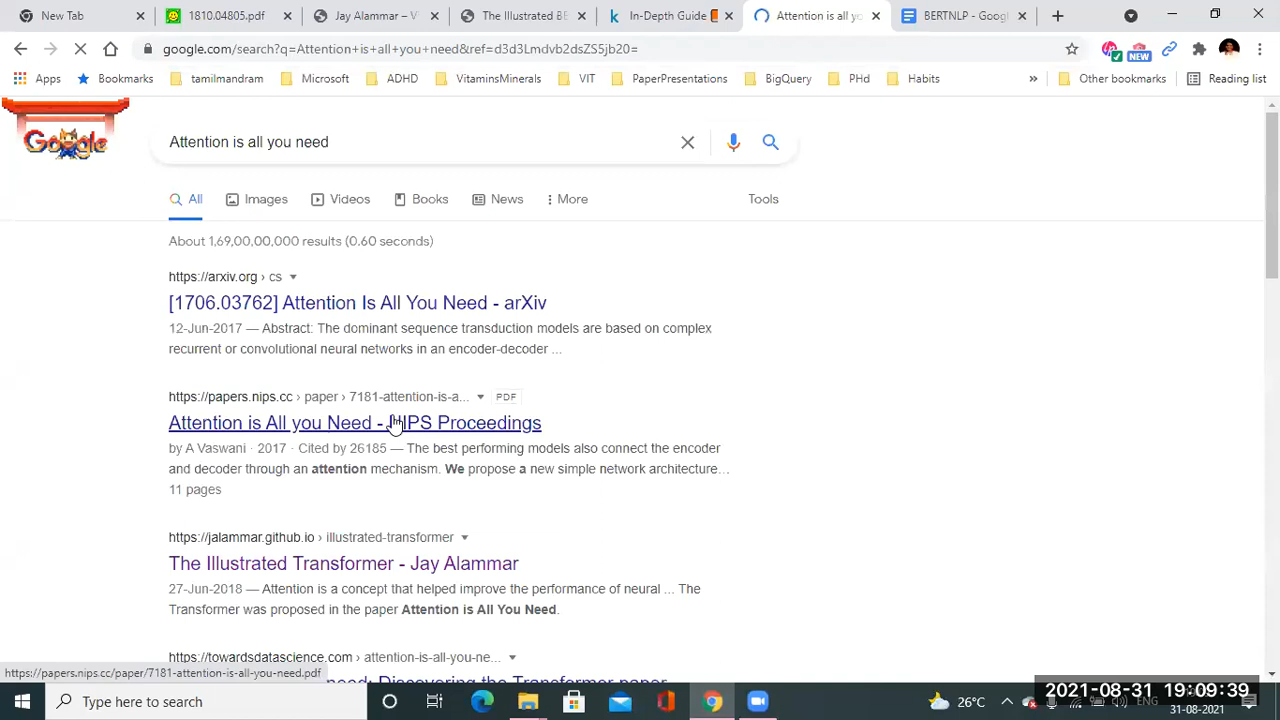 New Tab
1810.04805.pdf
Jay Alammar – V
The Illustrated BE
In-Depth Guide
Attention is all yo
BERTNLP - Goog
google.com/search?q=Attention+is+all+you+need&ref=d3d3Lmdvb2dsZS5jb20=
NEW
Apps
Bookmarks
tamilmandram
Microsoft
ADHD
VitaminsMinerals
VIT
PaperPresentations
BigQuery
PHd
Habits
»
Other bookmarks
Reading list
Google
Attention is all you need
All
Images
Videos
Books
News
More
Tools
About 1,69,00,00,000 results (0.60 seconds)
https://arxiv.org › cs
[1706.03762] Attention Is All You Need - arXiv
12-Jun-2017 — Abstract: The dominant sequence transduction models are based on complex
recurrent or convolutional neural networks in an encoder-decoder ...
https://papers.nips.cc › paper › 7181-attention-is-a... PDF
Attention is All you Need - NIPS Proceedings
by A Vaswani · 2017 · Cited by 26185 — The best performing models also connect the encoder
and decoder through an attention mechanism. We propose a new simple network architecture…
11 pages
https://jalammar.github.io › illustrated-transformer
The Illustrated Transformer - Jay Alammar
27-Jun-2018 — Attention is a concept that helped improve the performance of neural ... The
Transformer was proposed in the paper Attention is All You Need.
https://towardsdatascience.com › attention-is-all-you-ne...
need: Discovering the Transformer paper
https://papers.nips.cc/paper/7181-attention-is-all-you-need.pdf
Type here to search
26°C
ENG
2021-08-31 19:09:39
31-08-2021